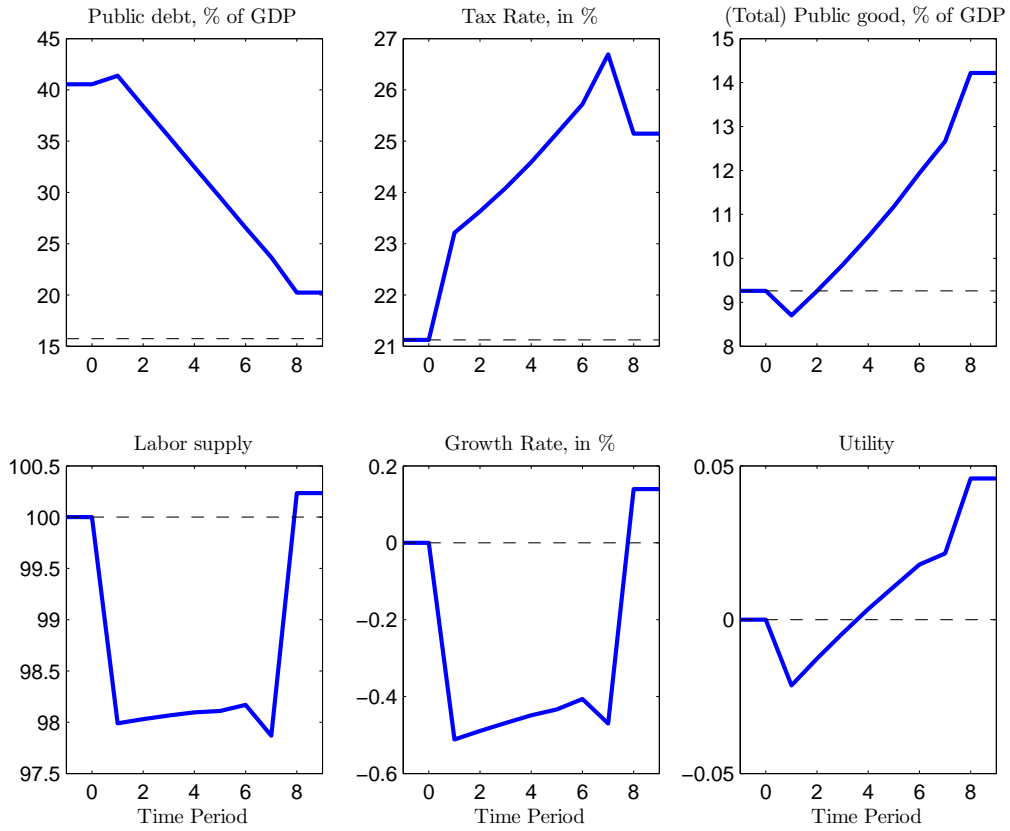 Public debt, % of GDP
45
40
35
30
25
20
15
0 2 4 6 8
Tax Rate, in %
27
26
25
24
23
22
21
0 2 4 6 8
(Total) Public good, % of GDP
15
14
13
12
11
10
9
8
0 2 4 6 8
Labor supply
100.5
100
99.5
99
98.5
98
97.5
0 2 4 6 8
Time Period
Growth Rate, in %
0.2
0
−0.2
−0.4
−0.6
0 2 4 6 8
Time Period
Utility
0.05
0
−0.05
0 2 4 6 8
Time Period